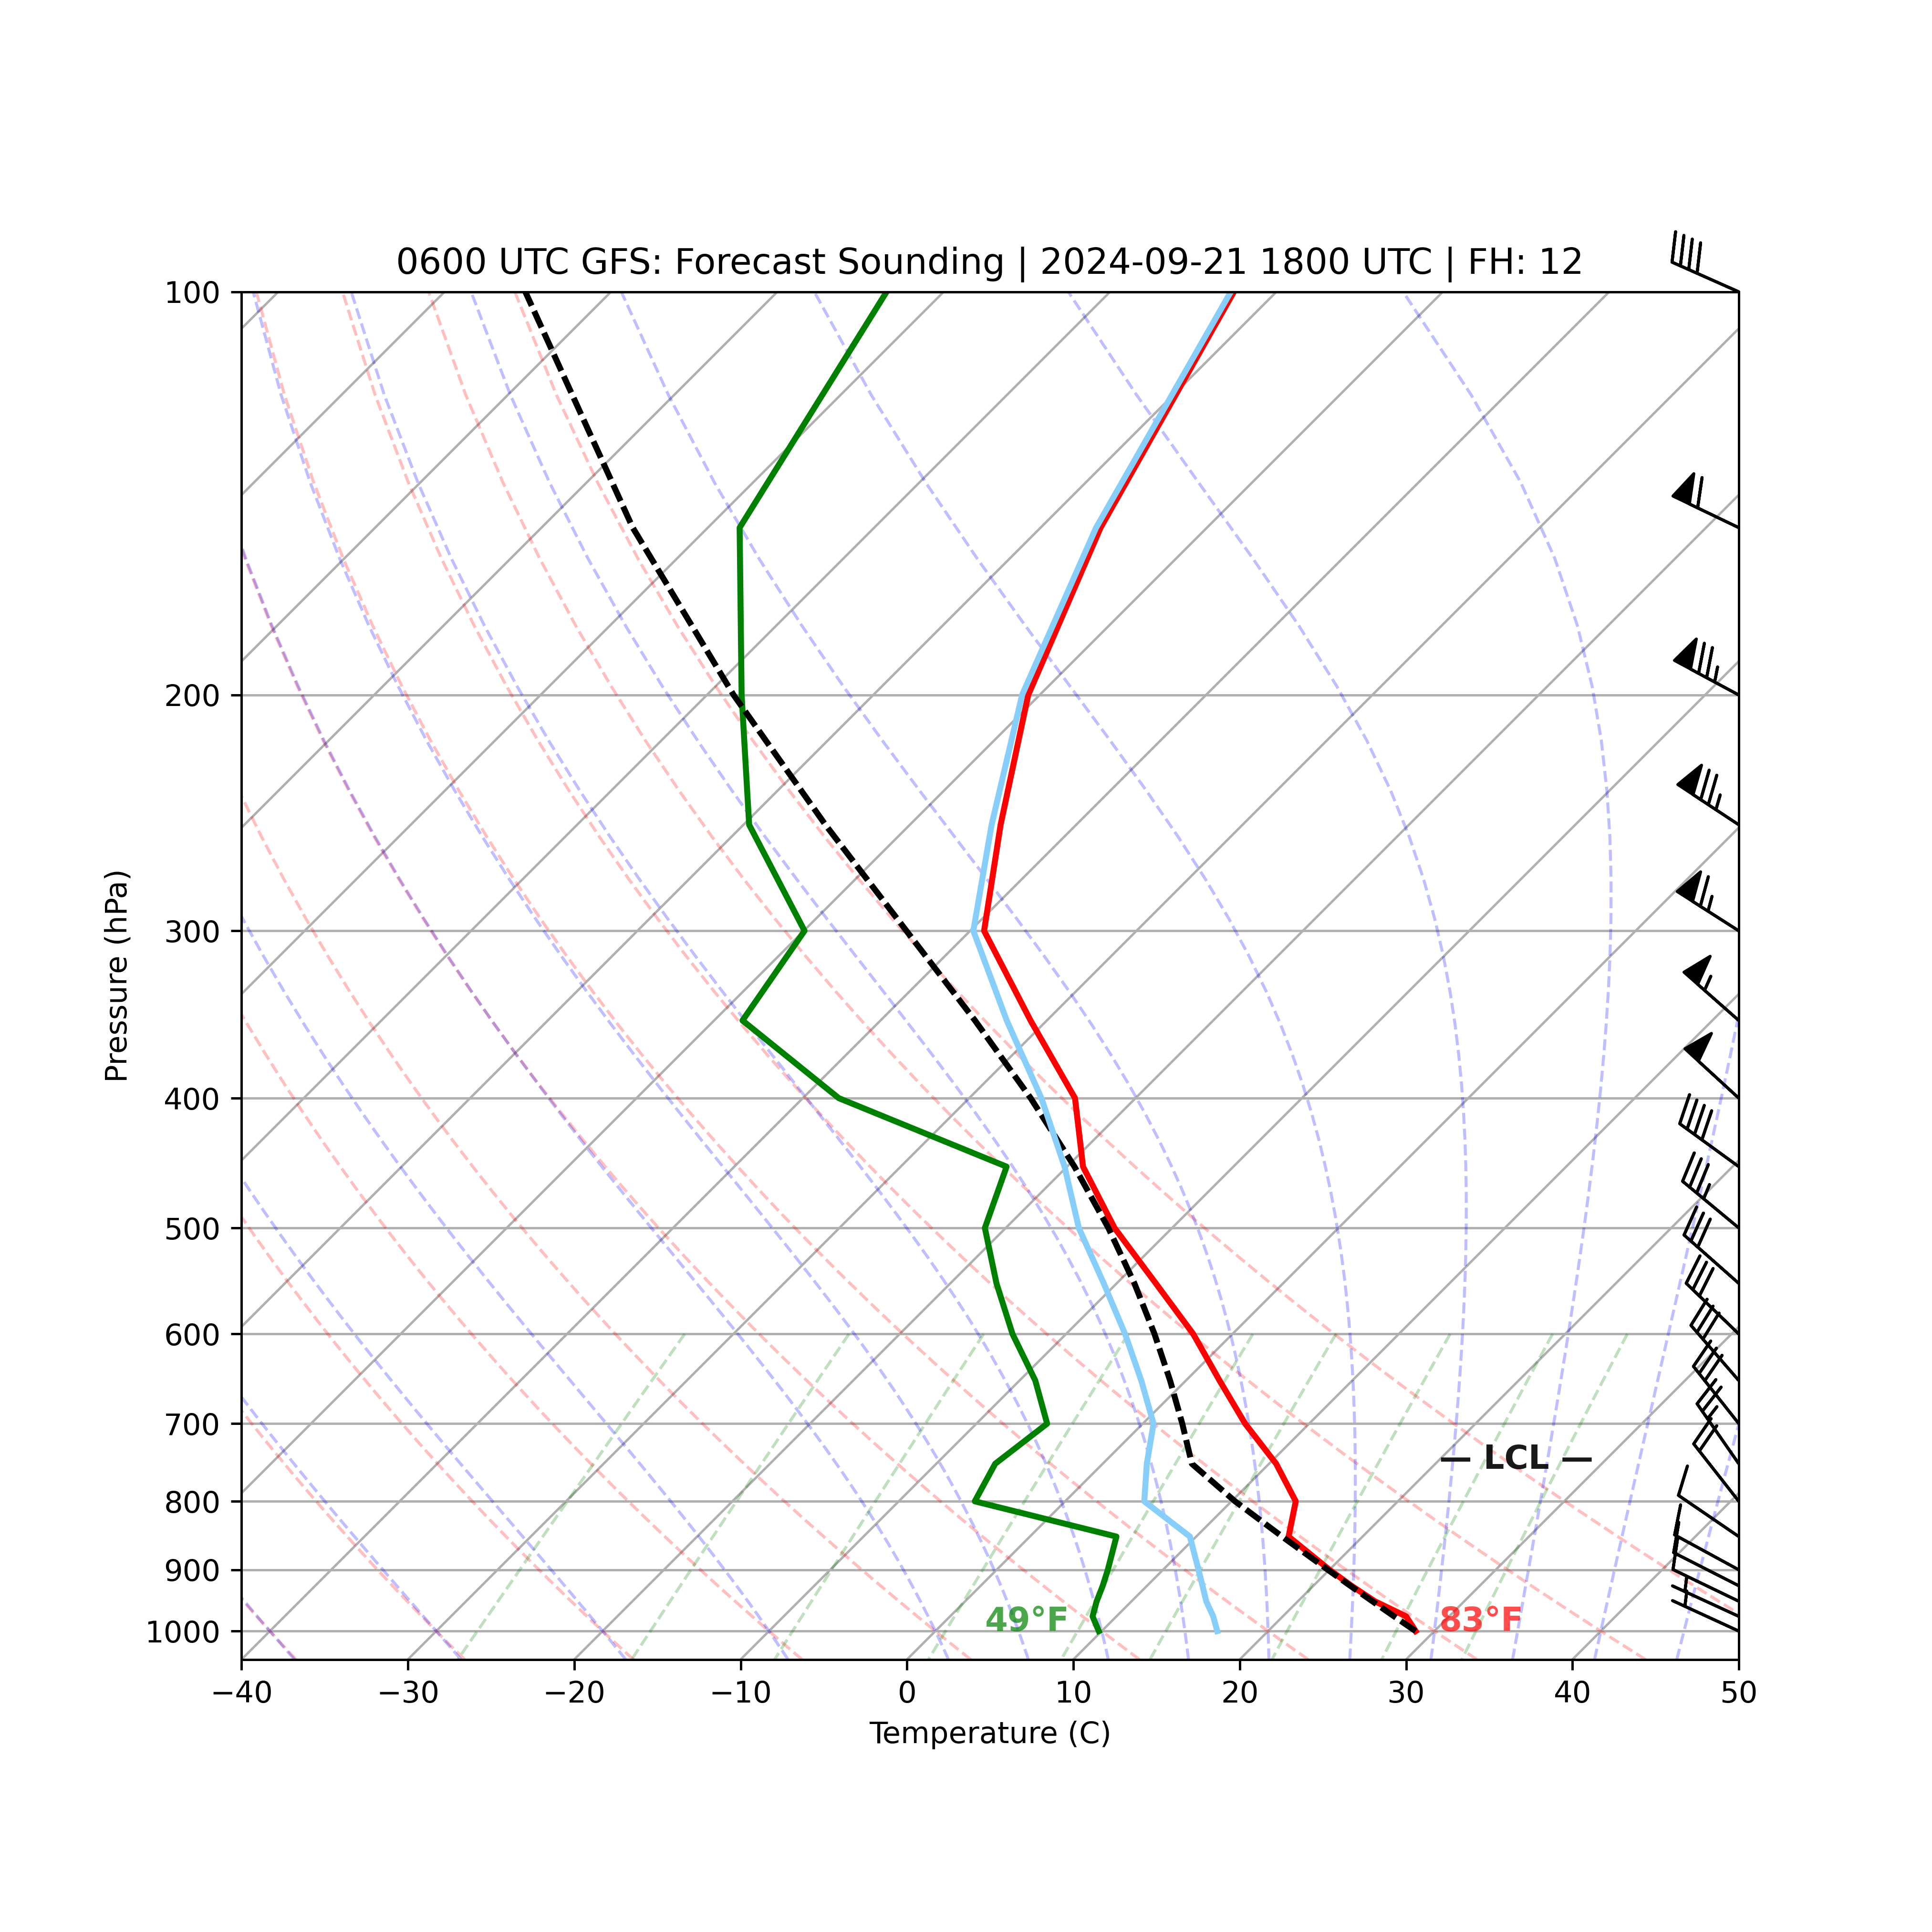 0600 UTC GFS: Forecast Sounding | 2024-09-21 1800 UTC | FH: 12
100
200
300
400
500
600
700
800
900
1000
Pressure (hPa)
— LCL —
49°F
83°F
−40 −30 −20 −10 0 10 20 30 40 50
Temperature (C)